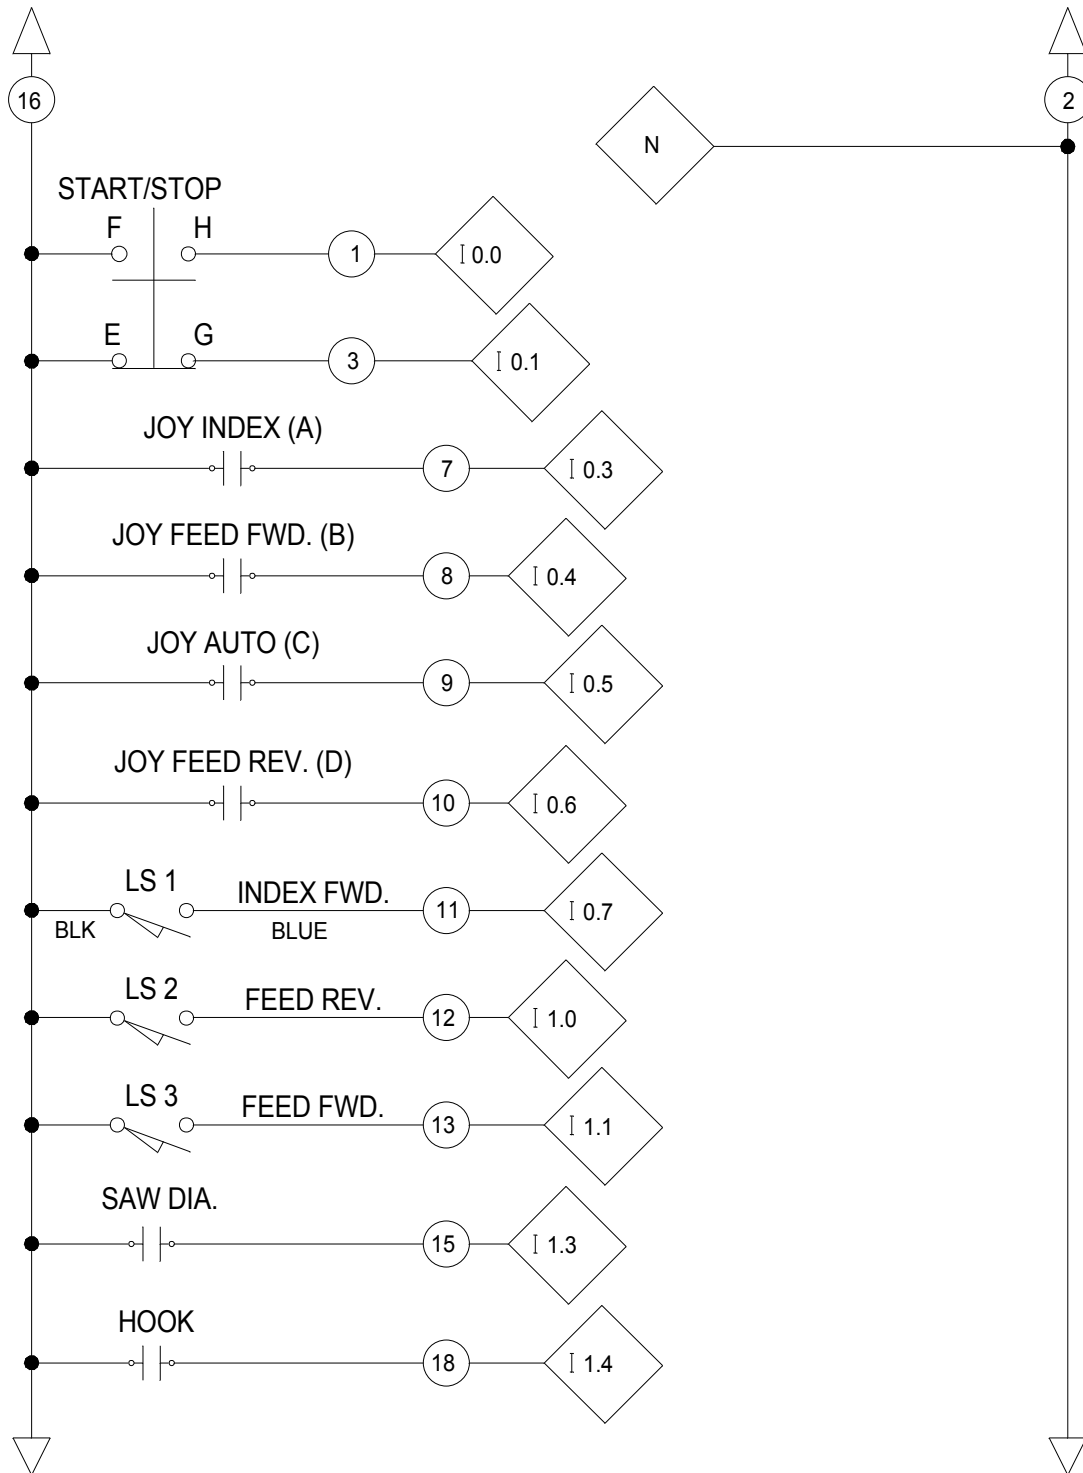 16
2
N
START/STOP
F H
1
I 0.0
E G
3
I 0.1
JOY INDEX (A)
7
I 0.3
JOY FEED FWD. (B)
8
I 0.4
JOY AUTO (C)
9
I 0.5
JOY FEED REV. (D)
10
I 0.6
LS 1
INDEX FWD.
11
I 0.7
BLK
BLUE
LS 2
FEED REV.
12
I 1.0
LS 3
FEED FWD.
13
I 1.1
SAW DIA.
15
I 1.3
HOOK
18
I 1.4